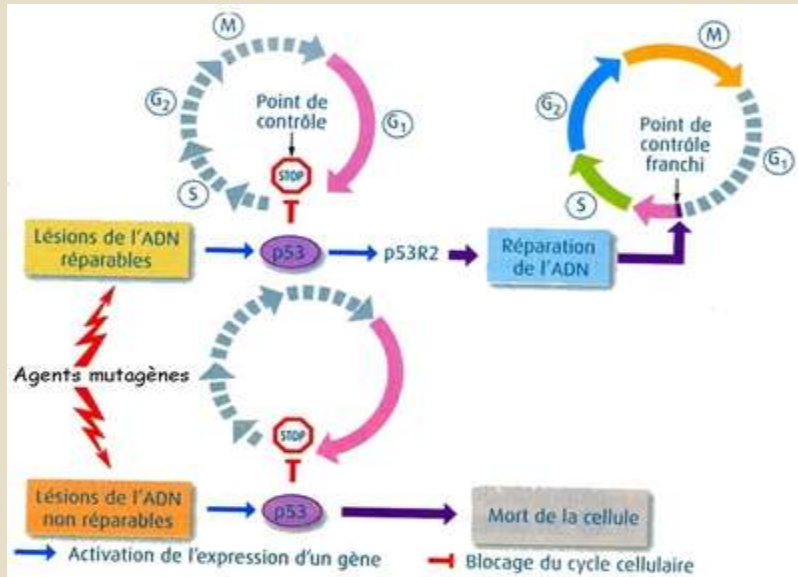 M
G₂
G₁
S
Point de
contrôle
STOP
M
G₂
G₁
S
Point de
contrôle
franchi
Lésions de l'ADN
réparables
p53
p53R2
Réparation
de l'ADN
Agents mutagènes
STOP
Lésions de l'ADN
non réparables
p53
Mort de la cellule
Activation de l'expression d'un gène
Blocage du cycle cellulaire